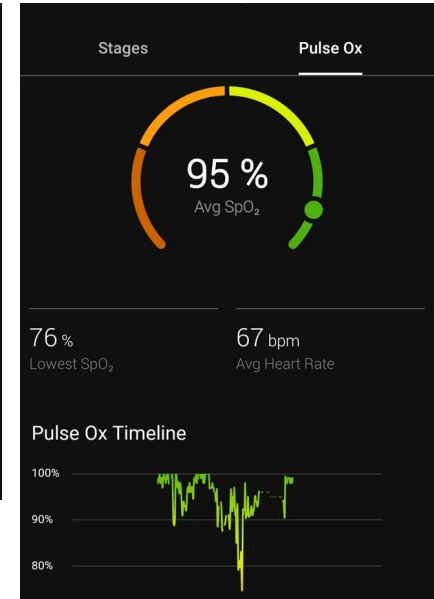 Stages Pulse Ox
95 %
Avg SpO₂
76 % 67 bpm
Lowest SpO₂ Avg Heart Rate
Pulse Ox Timeline
100%
90%
80%